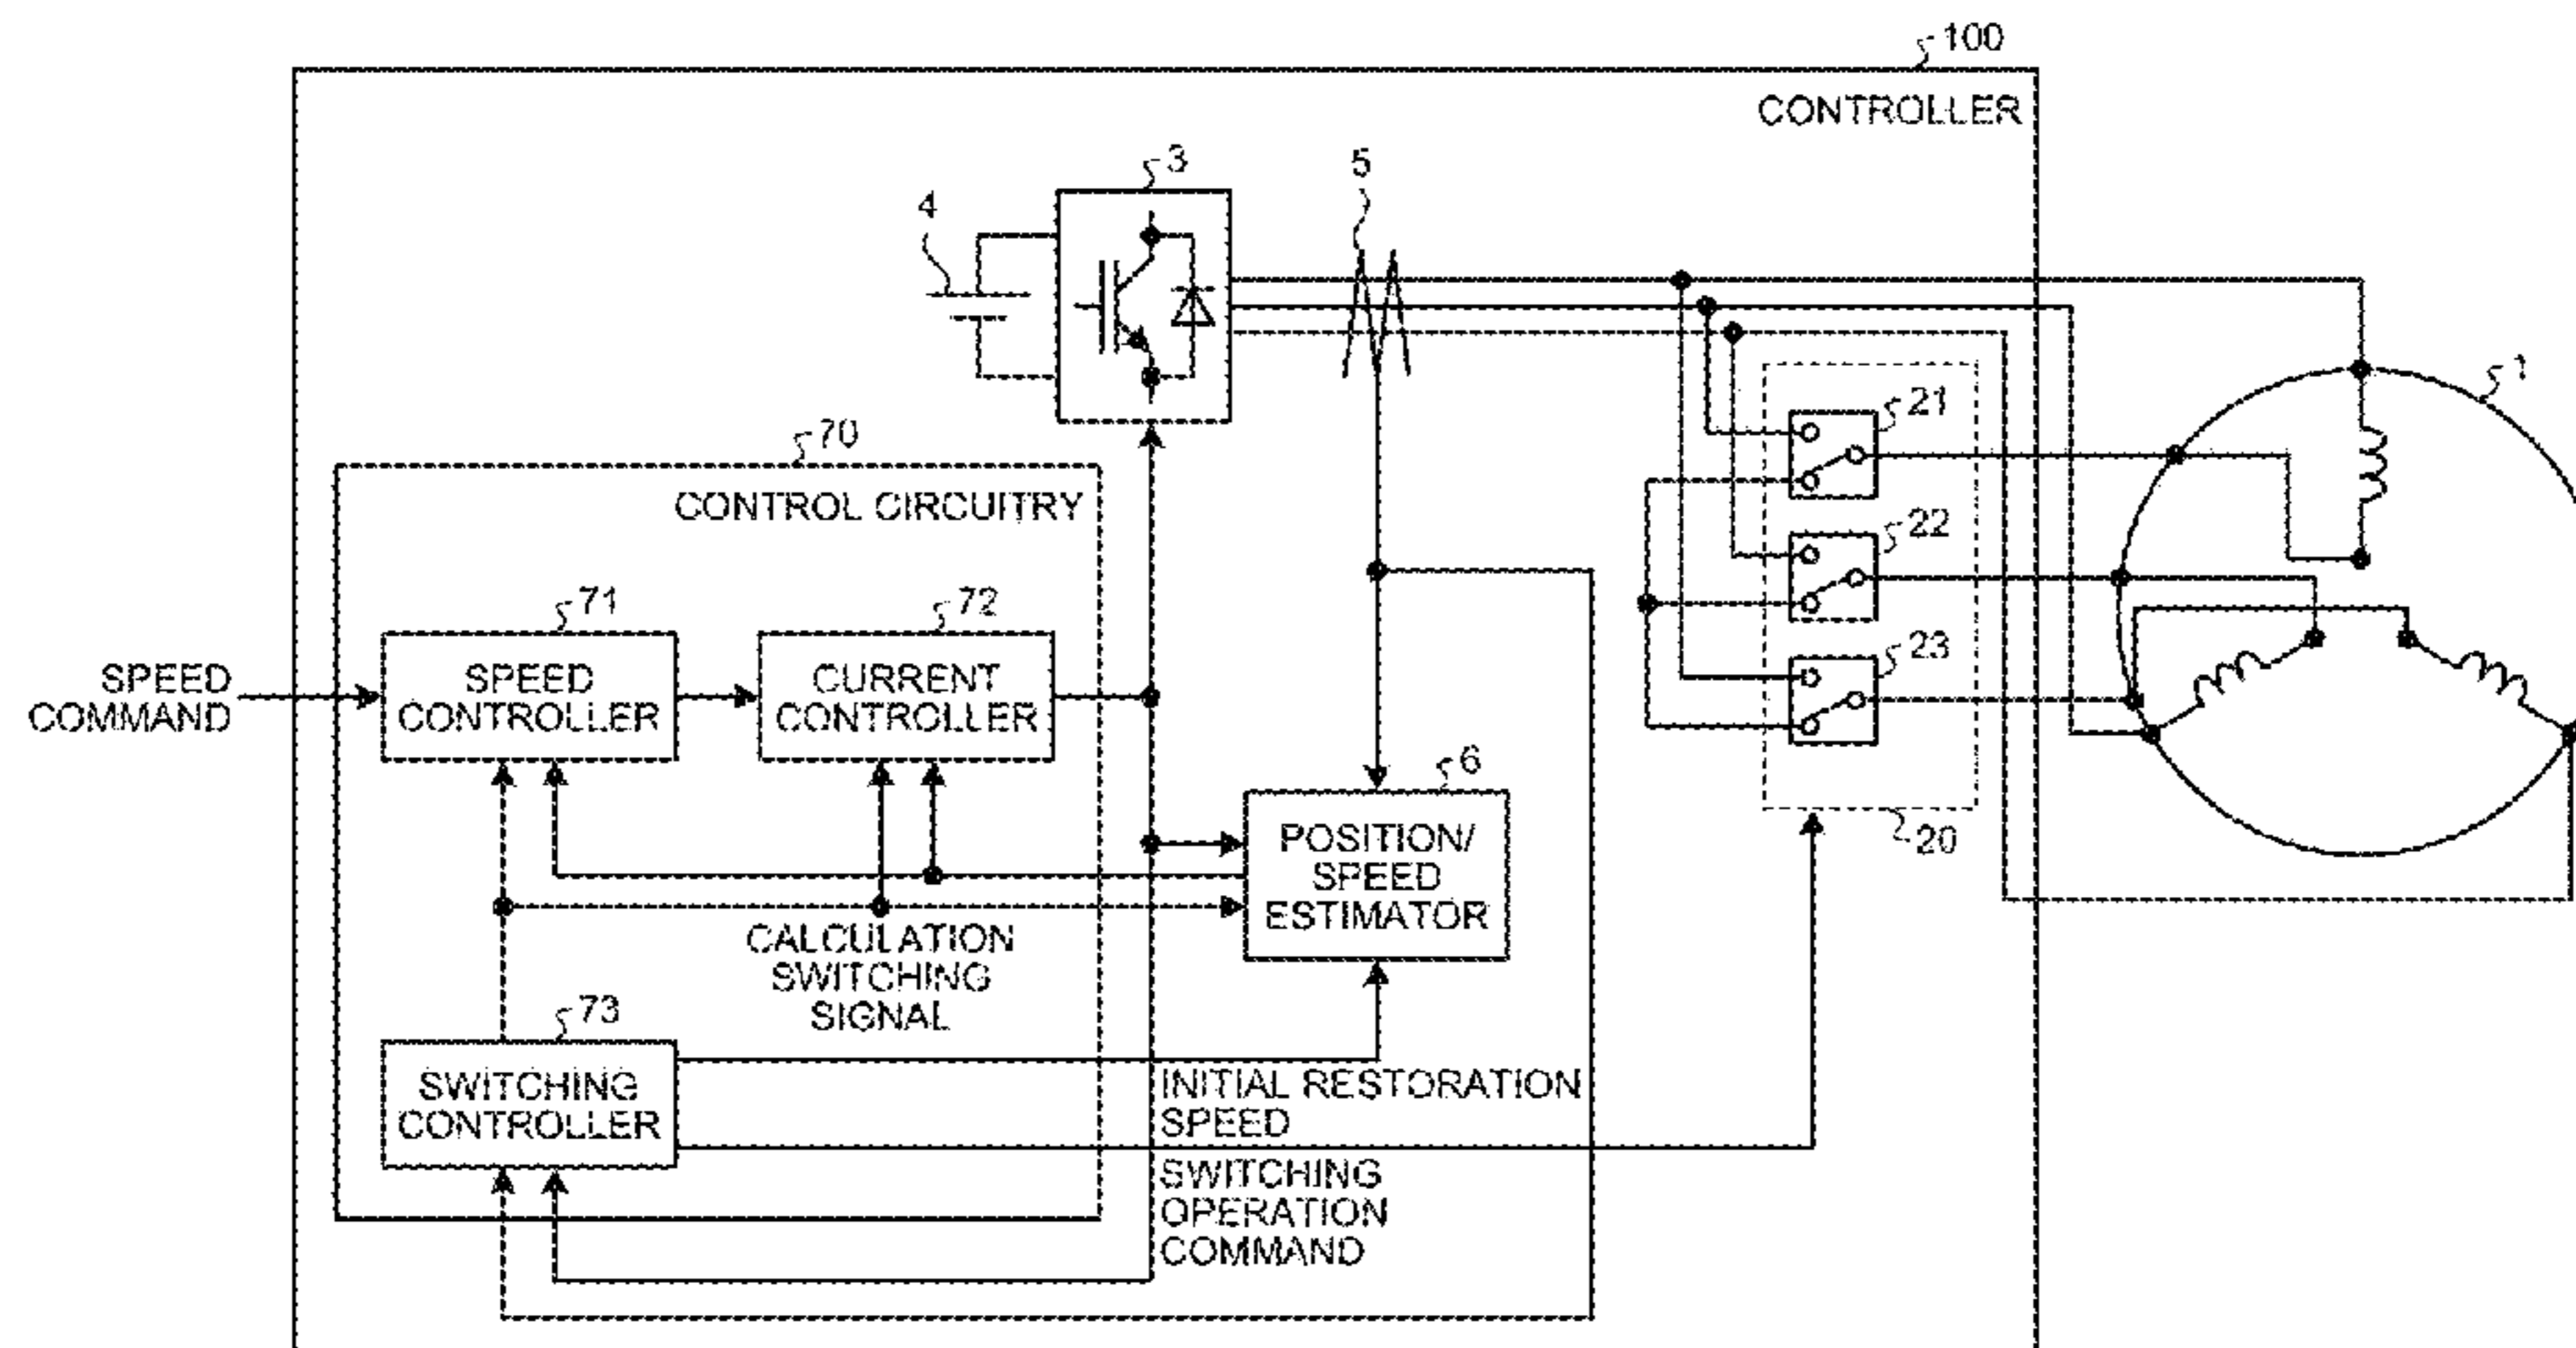 100
CONTROLLER
3
5
4
1
21
70
CONTROL CIRCUITRY
22
71
72
23
SPEED
COMMAND
SPEED
CONTROLLER
CURRENT
CONTROLLER
6
POSITION/
SPEED
ESTIMATOR
20
CALCULATION
SWITCHING
SIGNAL
73
SWITCHING
CONTROLLER
INITIAL RESTORATION
SPEED
SWITCHING
OPERATION
COMMAND